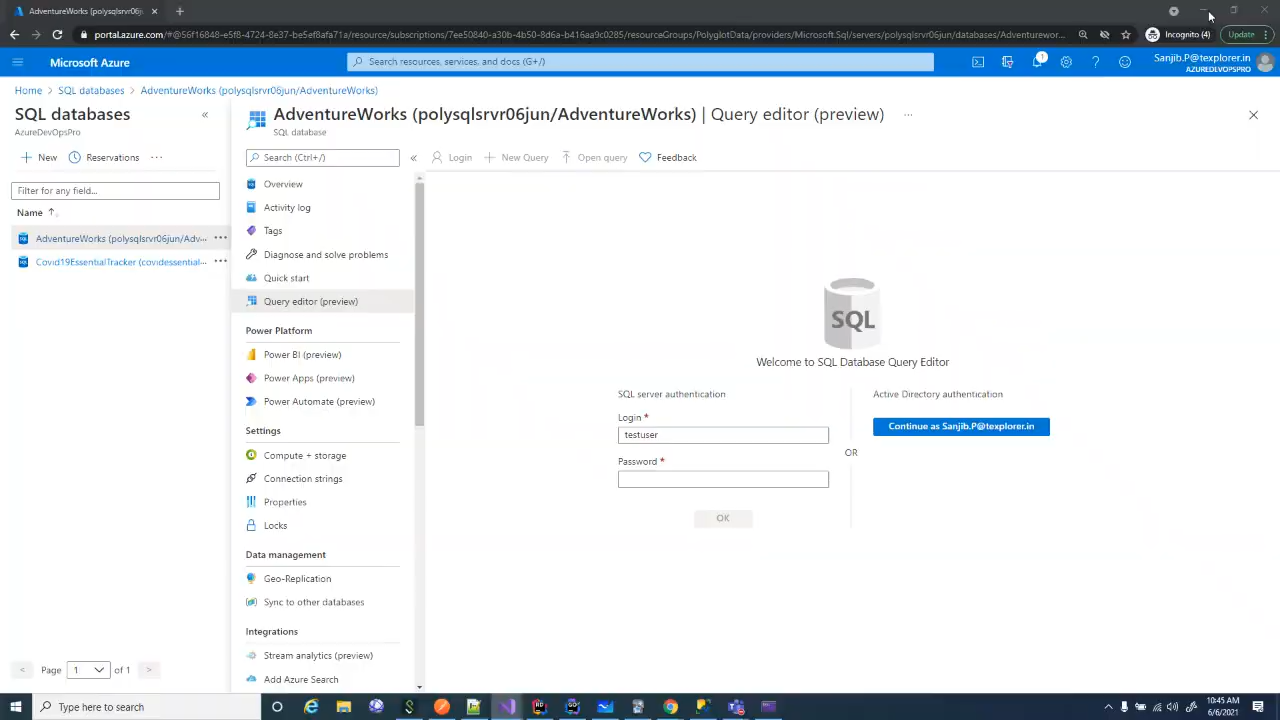 AdventureWorks (polysqlsrvr06jun
portal.azure.com/#@56f16848-e5f8-4724-8e37-be5ef8afa71a/resource/subscriptions/7ee50840-a30b-4b50-8d6a-b416aa9c0285/resourceGroups/PolyglotData/providers/Microsoft.Sql/servers/polysqlsrvr06jun/databases/Adventurewor...
Incognito (4)
Update
Microsoft Azure
Search resources, services, and docs (G+/)
1
Sanjib.P@texplorer.in
AZUREDEVOPSPRO
Home > SQL databases > AdventureWorks (polysqlsrvr06jun/AdventureWorks)
SQL databases
AzureDevOpsPro
AdventureWorks (polysqlsrvr06jun/AdventureWorks) | Query editor (preview)
SQL database
New
Reservations
Search (Ctrl+/)
Login
New Query
Open query
Feedback
Filter for any field...
Name
AdventureWorks (polysqlsrvr06jun/Adv...
Covid19EssentialTracker (covidessential...
Overview
Activity log
Tags
Diagnose and solve problems
Quick start
Query editor (preview)
Power Platform
Power BI (preview)
Power Apps (preview)
Power Automate (preview)
Settings
Compute + storage
Connection strings
Properties
Locks
Data management
Geo-Replication
Sync to other databases
Integrations
Stream analytics (preview)
Add Azure Search
SQL
Welcome to SQL Database Query Editor
SQL server authentication
Login *
testuser
Password *
OK
OR
Active Directory authentication
Continue as Sanjib.P@texplorer.in
Page 1 of 1
Type here to search
10:45 AM
6/6/2021